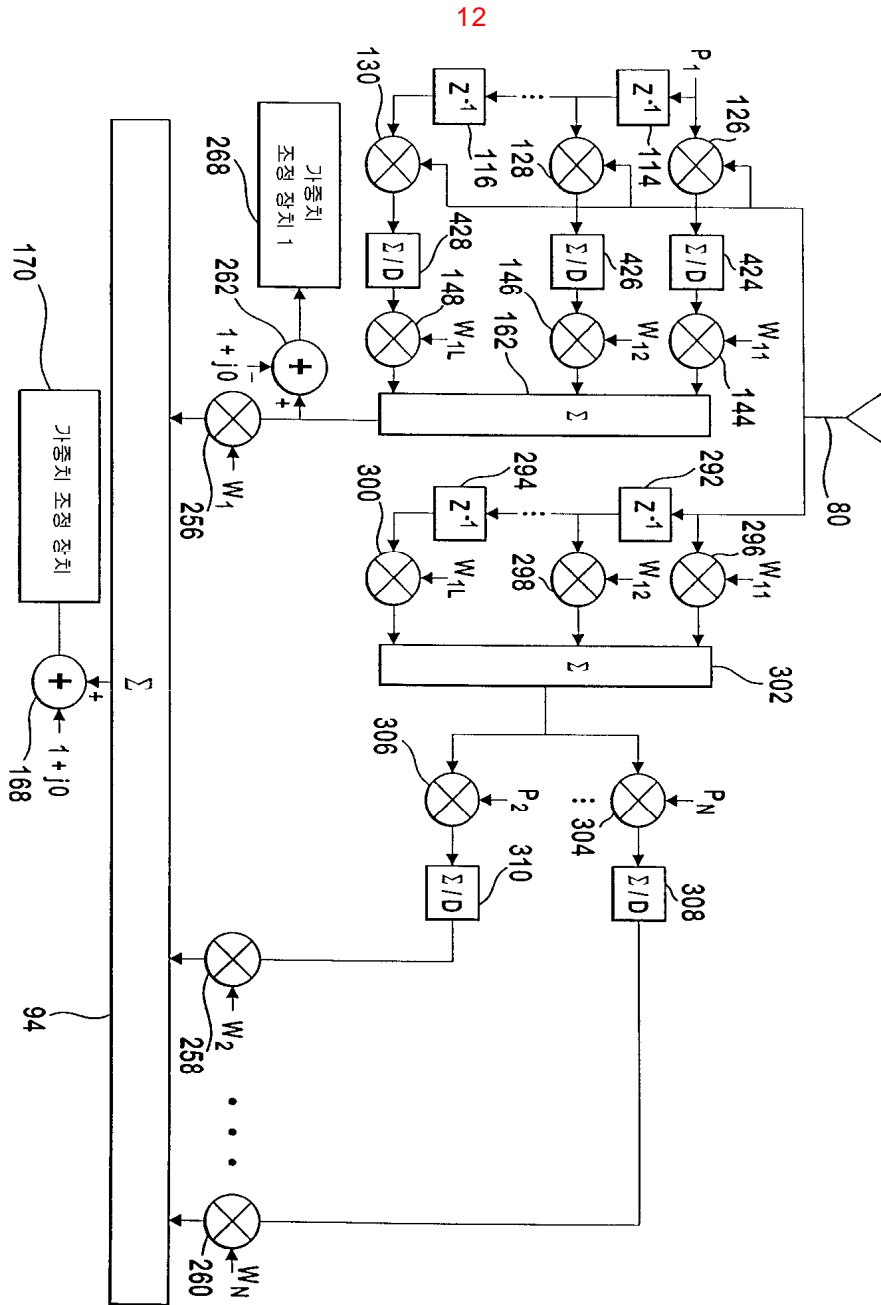 12
P1
126
Z-1
114
128
⋮
Z-1
116
130
Σ/D
424
Σ/D
426
Σ/D
428
W11
144
W12
146
W1L
148
162
Σ
가중치
조정 장치 1
268
262
+
1 + j0
−
+
80
292
Z-1
⋮
294
Z-1
W11
296
W12
298
W1L
300
Σ
302
PN
304
⋮
P2
306
Σ/D
308
Σ/D
310
W1
256
W2
258
• • •
WN
260
Σ
94
가중치 조정 장치
170
+
+
1 + j0
168